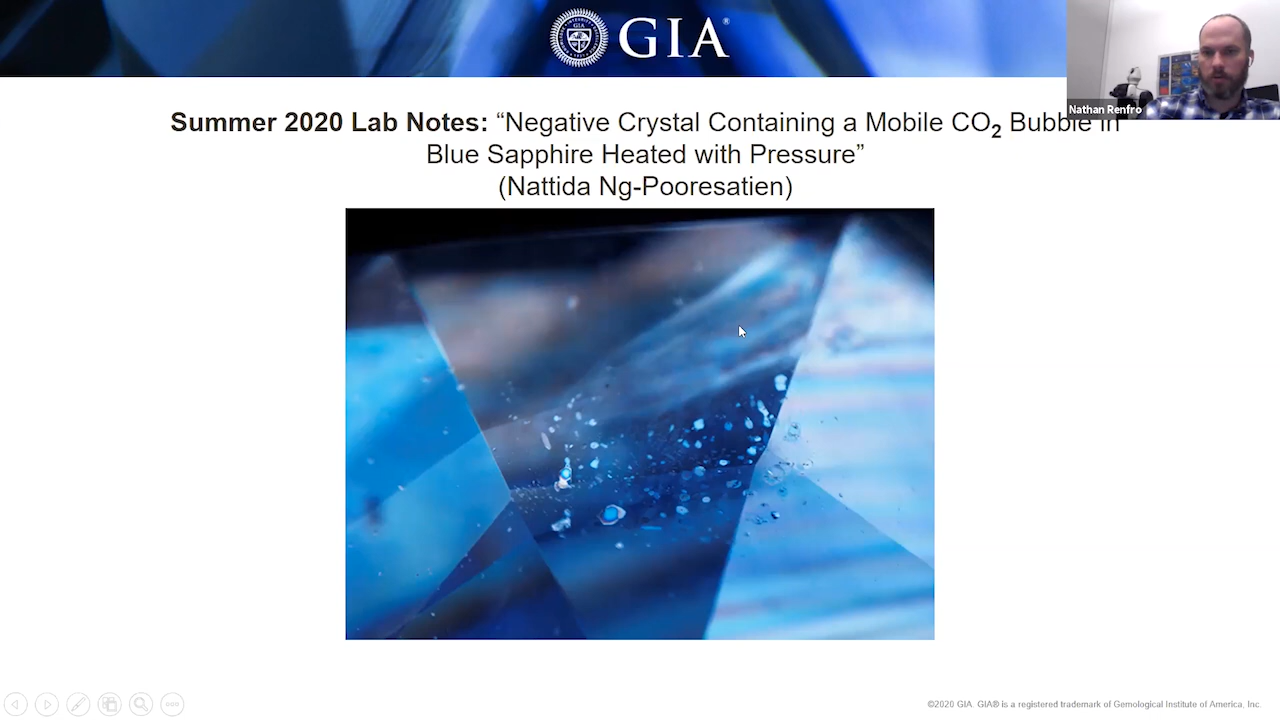 GIA®
GIA
Nathan Renfro
Summer 2020 Lab Notes: “Negative Crystal Containing a Mobile CO₂ Bubble in
Blue Sapphire Heated with Pressure”
(Nattida Ng-Pooresatien)
©2020 GIA. GIA® is a registered trademark of Gemological Institute of America, Inc.